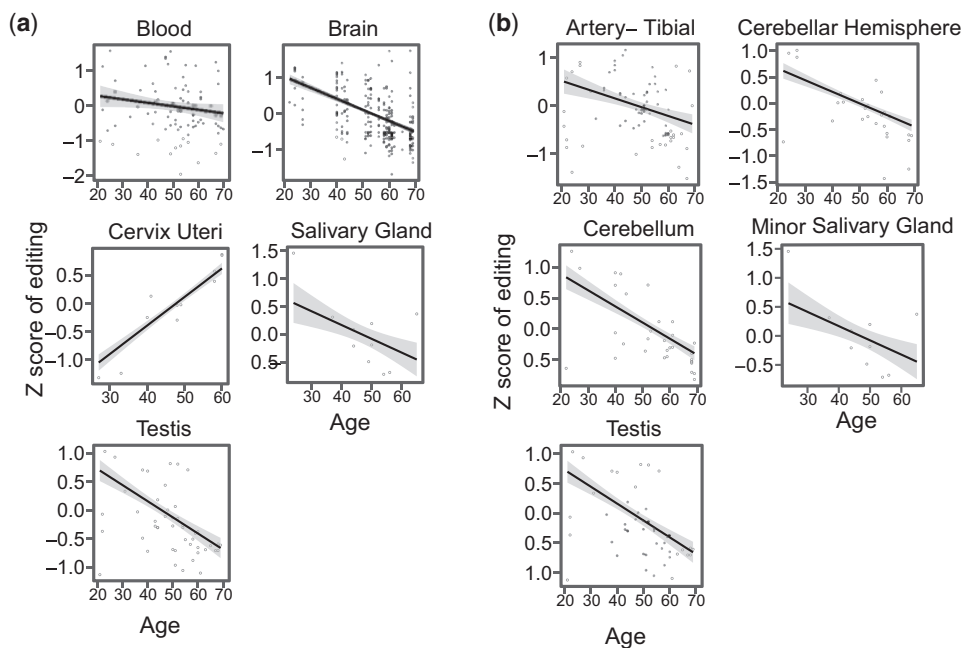 (a)
Blood
Brain
1
0
−1
−2
20 30 40 50 60 70
1
0
−1
20 30 40 50 60 70
Cervix Uteri
Salivary Gland
0.5
0.0
−0.5
−1.0
30 40 50 60
1.5
1.0
0.5
0.0
0.5
30 40 50 60
Z score of editing
Age
Testis
1.0
0.5
0.0
−0.5
−1.0
20 30 40 50 60 70
Age
(b)
Artery− Tibial
Cerebellar Hemisphere
1
0
−1
20 30 40 50 60 70
1.0
0.5
0.0
−0.5
−1.0
−1.5
20 30 40 50 60 70
Cerebellum
Minor Salivary Gland
1.0
0.5
0.0
0.5
20 30 40 50 60 70
1.5
1.0
0.5
0.0
−0.5
30 40 50 60
Z score of editing
Age
Testis
1.0
0.5
0.0
0.5
1.0
20 30 40 50 60 70
Age